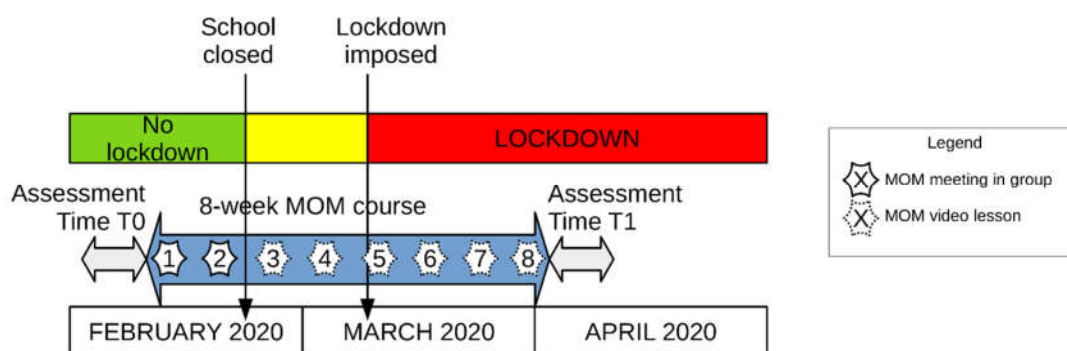 School
closed
Lockdown
imposed
No
lockdown
LOCKDOWN
Legend
X MOM meeting in group
X MOM video lesson
Assessment
Time T0
8-week MOM course
Assessment
Time T1
1 2 3 4 5 6 7 8
FEBRUARY 2020 MARCH 2020 APRIL 2020